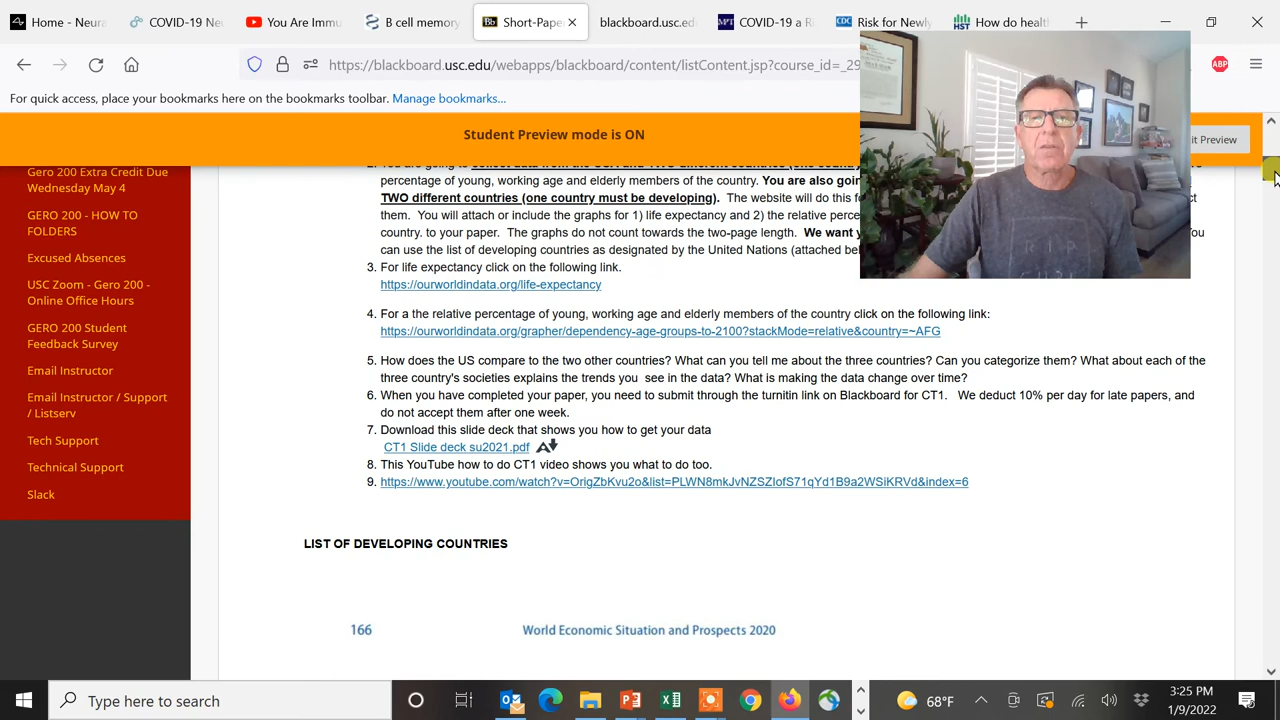 Home - Neura
COVID-19 Ne
You Are Immu
B cell memory
Short-Pape
blackboard.usc.edu
COVID-19 a R
Risk for Newly
How do healt
https://blackboard.usc.edu/webapps/blackboard/content/listContent.jsp?course_id=_29
ABP
For quick access, place your bookmarks here on the bookmarks toolbar. Manage bookmarks...
Student Preview mode is ON
it Preview
Gero 200 Extra Credit Due
Wednesday May 4
GERO 200 - HOW TO
FOLDERS
Excused Absences
USC Zoom - Gero 200 -
Online Office Hours
GERO 200 Student
Feedback Survey
Email Instructor
Email Instructor / Support
/ Listserv
Tech Support
Technical Support
Slack
percentage of young, working age and elderly members of the country. You are also goin
TWO different countries (one country must be developing). The website will do this fo
ct
them. You will attach or include the graphs for 1) life expectancy and 2) the relative perce
country. to your paper. The graphs do not count towards the two-page length. We want y
ou
can use the list of developing countries as designated by the United Nations (attached bel
3. For life expectancy click on the following link.
https://ourworldindata.org/life-expectancy
4. For a the relative percentage of young, working age and elderly members of the country click on the following link:
https://ourworldindata.org/grapher/dependency-age-groups-to-2100?stackMode=relative&country=~AFG
5. How does the US compare to the two other countries? What can you tell me about the three countries? Can you categorize them? What about each of the
three country's societies explains the trends you see in the data? What is making the data change over time?
6. When you have completed your paper, you need to submit through the turnitin link on Blackboard for CT1. We deduct 10% per day for late papers, and
do not accept them after one week.
7. Download this slide deck that shows you how to get your data
CT1 Slide deck su2021.pdf
8. This YouTube how to do CT1 video shows you what to do too.
9. https://www.youtube.com/watch?v=OrigZbKvu2o&list=PLWN8mkJvNZSZIofS71qYd1B9a2WSiKRVd&index=6
LIST OF DEVELOPING COUNTRIES
166 World Economic Situation and Prospects 2020
Type here to search
68°F
3:25 PM
1/9/2022